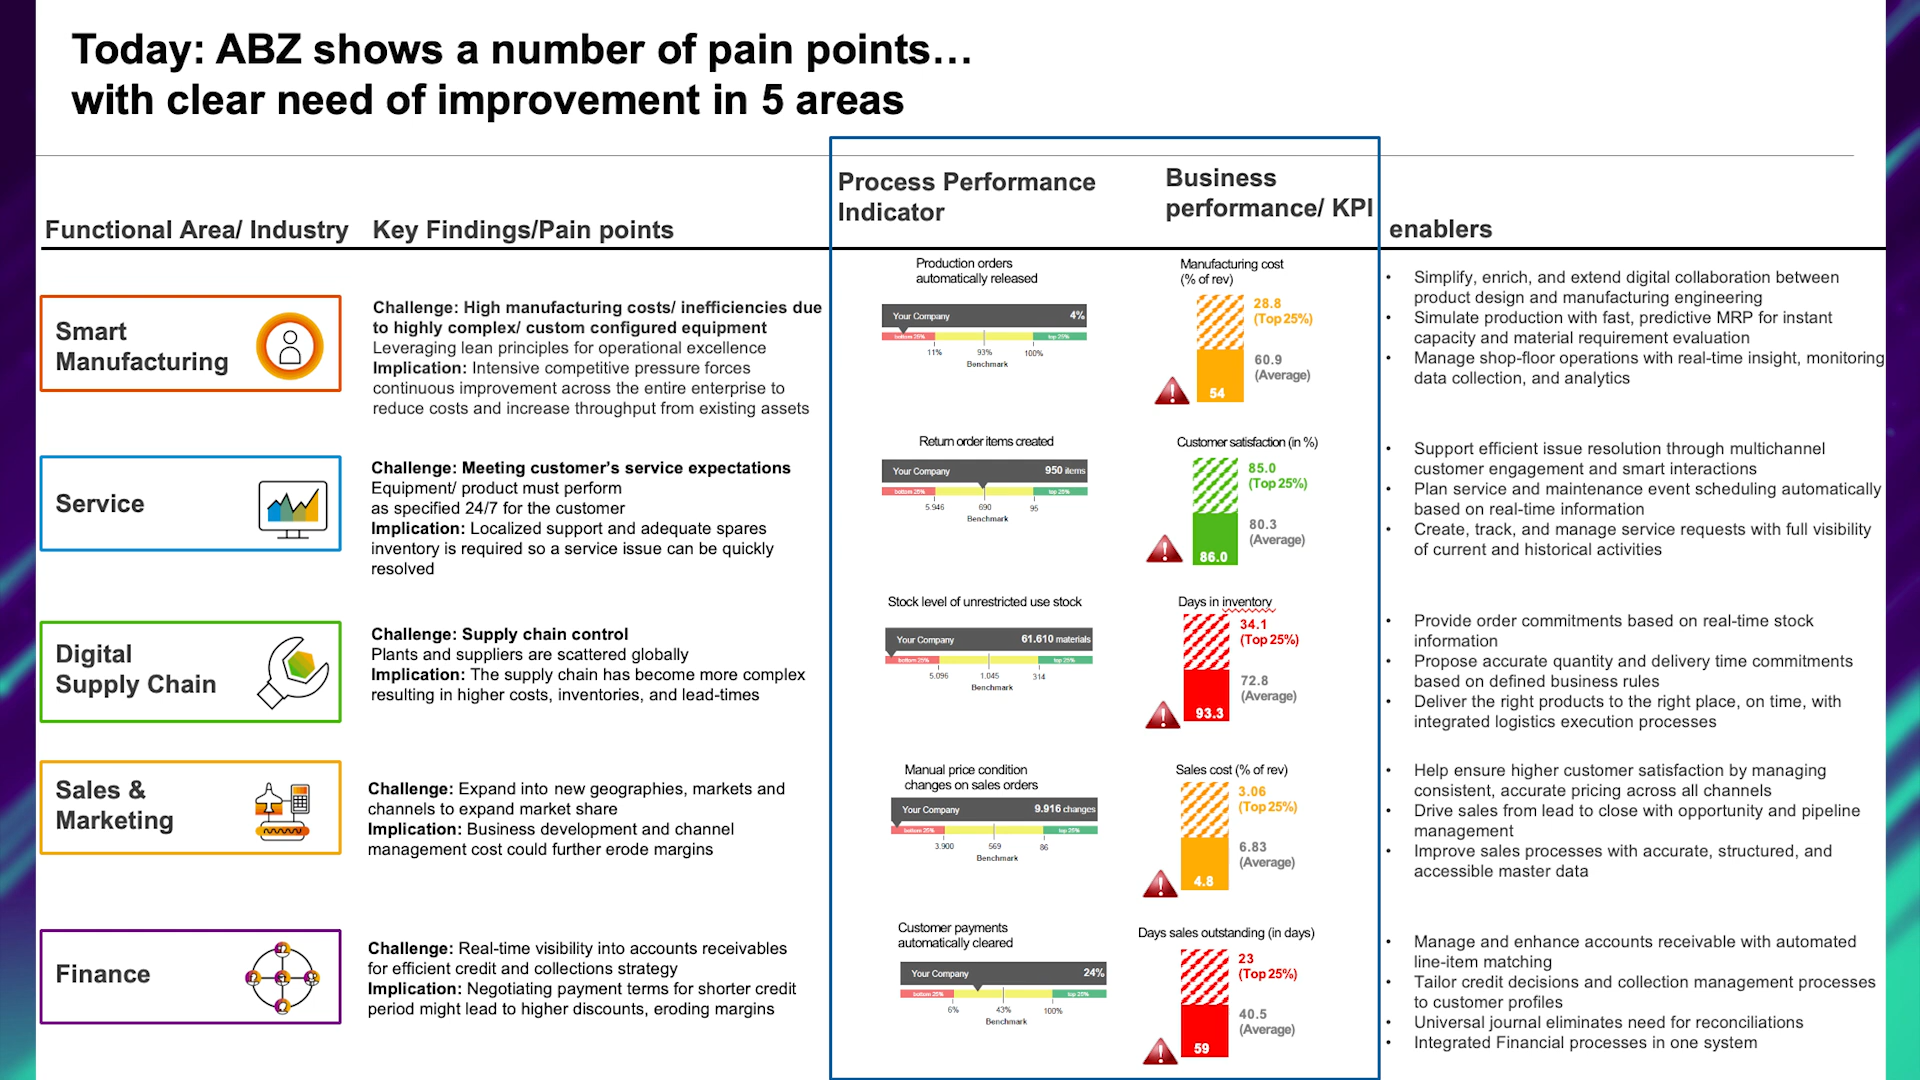 Today: ABZ shows a number of pain points…
with clear need of improvement in 5 areas
Functional Area/ Industry
Key Findings/Pain points
Process Performance
Indicator
Business
performance/ KPI
enablers
Smart
Manufacturing
Challenge: High manufacturing costs/ inefficiencies due
to highly complex/ custom configured equipment
Leveraging lean principles for operational excellence
Implication: Intensive competitive pressure forces
continuous improvement across the entire enterprise to
reduce costs and increase throughput from existing assets
Production orders
automatically released
Your Company 4%
bottom 25% top 25%
11% 93% 100%
Benchmark
Manufacturing cost
(% of rev)
28.8
(Top 25%)
60.9
(Average)
54
• Simplify, enrich, and extend digital collaboration between
product design and manufacturing engineering
• Simulate production with fast, predictive MRP for instant
capacity and material requirement evaluation
• Manage shop-floor operations with real-time insight, monitoring
data collection, and analytics
Service
Challenge: Meeting customer's service expectations
Equipment/ product must perform
as specified 24/7 for the customer
Implication: Localized support and adequate spares
inventory is required so a service issue can be quickly
resolved
Return order items created
Your Company 950 items
bottom 25% top 25%
5.946 690 95
Benchmark
Customer satisfaction (in %)
85.0
(Top 25%)
80.3
(Average)
86.0
• Support efficient issue resolution through multichannel
customer engagement and smart interactions
• Plan service and maintenance event scheduling automatically
based on real-time information
• Create, track, and manage service requests with full visibility
of current and historical activities
Digital
Supply Chain
Challenge: Supply chain control
Plants and suppliers are scattered globally
Implication: The supply chain has become more complex
resulting in higher costs, inventories, and lead-times
Stock level of unrestricted use stock
Your Company 61.610 materials
bottom 25% top 25%
5.096 1.045 314
Benchmark
Days in inventory
34.1
(Top 25%)
72.8
(Average)
93.3
• Provide order commitments based on real-time stock
information
• Propose accurate quantity and delivery time commitments
based on defined business rules
• Deliver the right products to the right place, on time, with
integrated logistics execution processes
Sales &
Marketing
Challenge: Expand into new geographies, markets and
channels to expand market share
Implication: Business development and channel
management cost could further erode margins
Manual price condition
changes on sales orders
Your Company 9.916 changes
bottom 25% top 25%
3.900 569 86
Benchmark
Sales cost (% of rev)
3.06
(Top 25%)
6.83
(Average)
4.8
• Help ensure higher customer satisfaction by managing
consistent, accurate pricing across all channels
• Drive sales from lead to close with opportunity and pipeline
management
• Improve sales processes with accurate, structured, and
accessible master data
Finance
Challenge: Real-time visibility into accounts receivables
for efficient credit and collections strategy
Implication: Negotiating payment terms for shorter credit
period might lead to higher discounts, eroding margins
Customer payments
automatically cleared
Your Company 24%
bottom 25% top 25%
6% 43% 100%
Benchmark
Days sales outstanding (in days)
23
(Top 25%)
40.5
(Average)
59
• Manage and enhance accounts receivable with automated
line-item matching
• Tailor credit decisions and collection management processes
to customer profiles
• Universal journal eliminates need for reconciliations
• Integrated Financial processes in one system